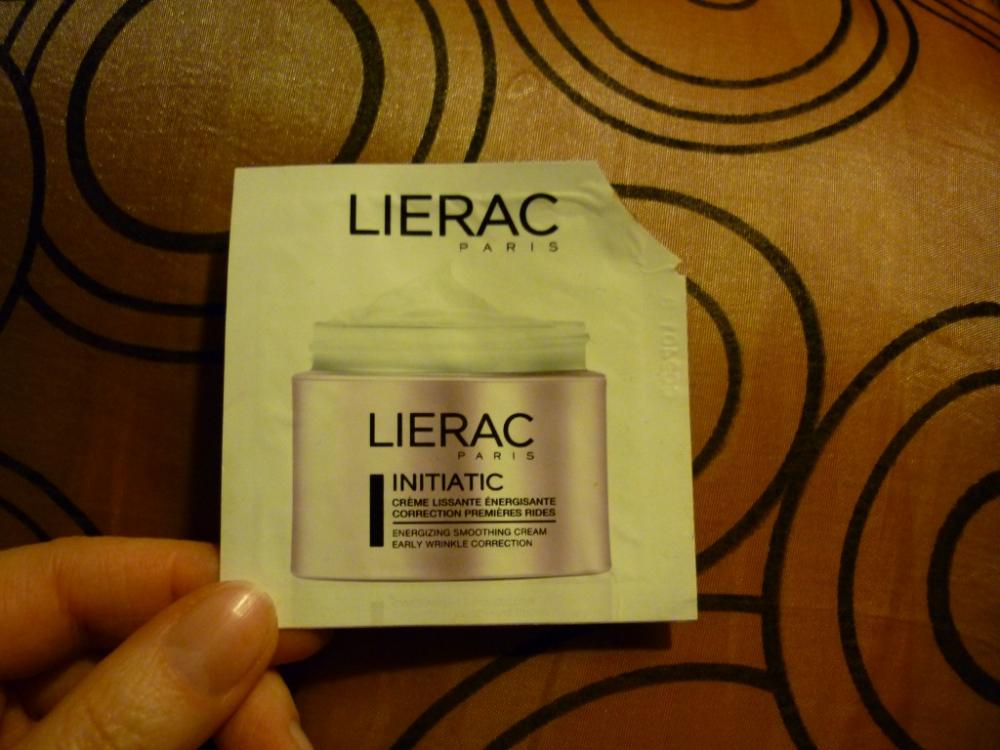 LIERAC
PARIS
LIERAC
PARIS
INITIATIC
CRÈME LISSANTE ÉNERGISANTE
CORRECTION PREMIÈRES RIDES
ENERGIZING SMOOTHING CREAM
EARLY WRINKLE CORRECTION